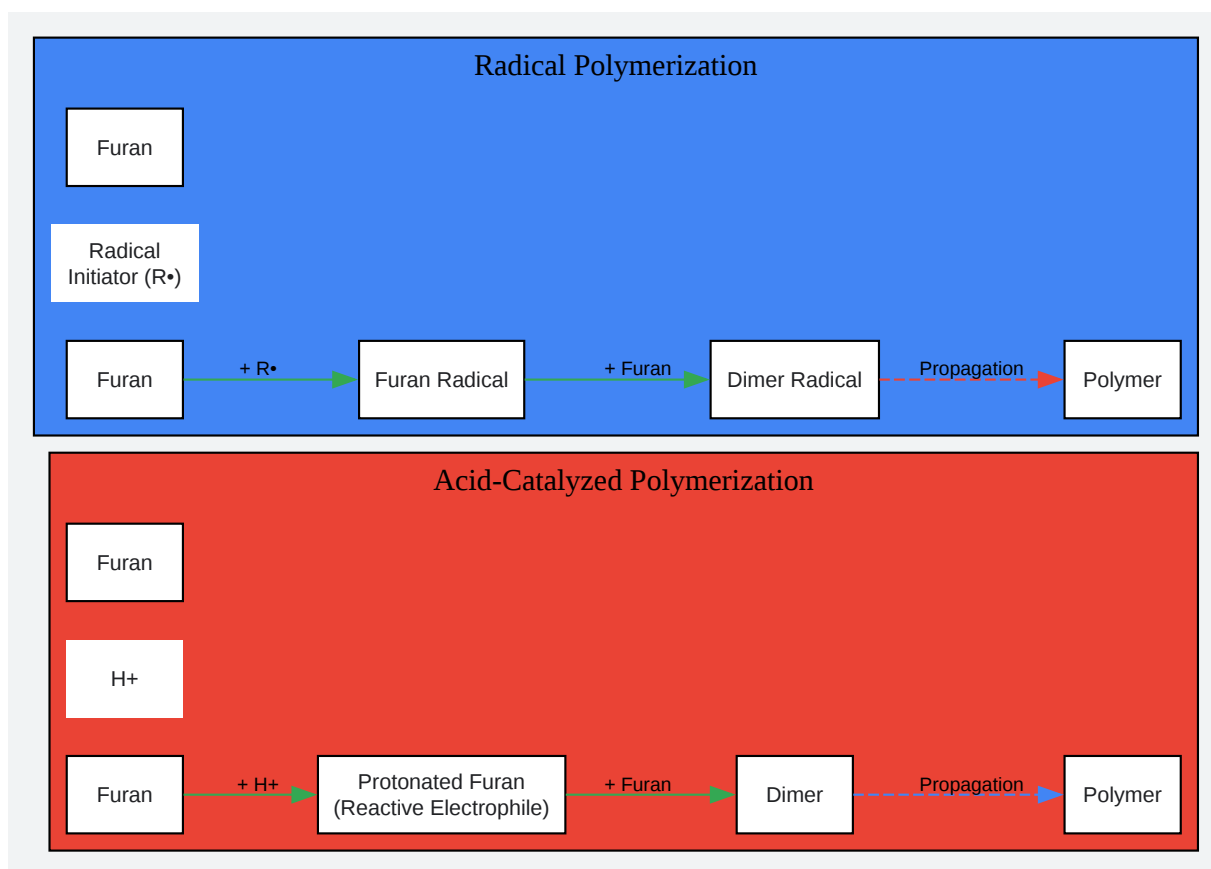 Radical Polymerization
Furan
Radical
Initiator (R•)
Furan
+ R•
Furan Radical
+ Furan
Dimer Radical
Propagation
Polymer
Acid-Catalyzed Polymerization
Furan
H+
Furan
+ H+
Protonated Furan
(Reactive Electrophile)
+ Furan
Dimer
Propagation
Polymer